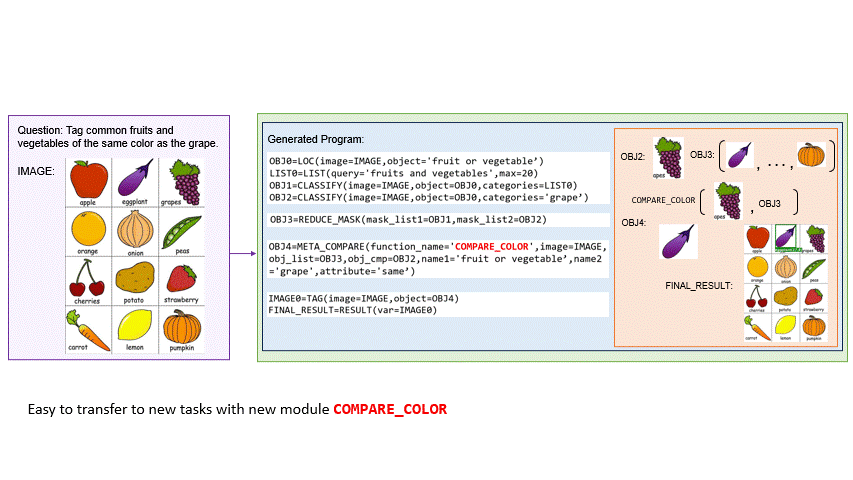 Question: Tag common fruits and
vegetables of the same color as the grape.
IMAGE:
apple eggplant grapes
orange onion peas
cherries potato strawberry
carrot lemon pumpkin
Generated Program:
OBJ0=LOC(image=IMAGE,object='fruit or vegetable’)
LIST0=LIST(query='fruits and vegetables',max=20)
OBJ1=CLASSIFY(image=IMAGE,object=OBJ0,categories=LIST0)
OBJ2=CLASSIFY(image=IMAGE,object=OBJ0,categories='grape’)
OBJ3=REDUCE_MASK(mask_list1=OBJ1,mask_list2=OBJ2)
OBJ4=META_COMPARE(function_name='COMPARE_COLOR',image=IMAGE,
obj_list=OBJ3,obj_cmp=OBJ2,name1='fruit or vegetable’,name2
='grape',attribute='same’)
IMAGE0=TAG(image=IMAGE,object=OBJ4)
FINAL_RESULT=RESULT(var=IMAGE0)
OBJ2:
apes
OBJ3:
, ... ,
COMPARE_COLOR
apes
, OBJ3
OBJ4:
FINAL_RESULT:
apple grapes
orange onion peas
cherries potato strawberry
carrot lemon pumpkin
Easy to transfer to new tasks with new module COMPARE_COLOR